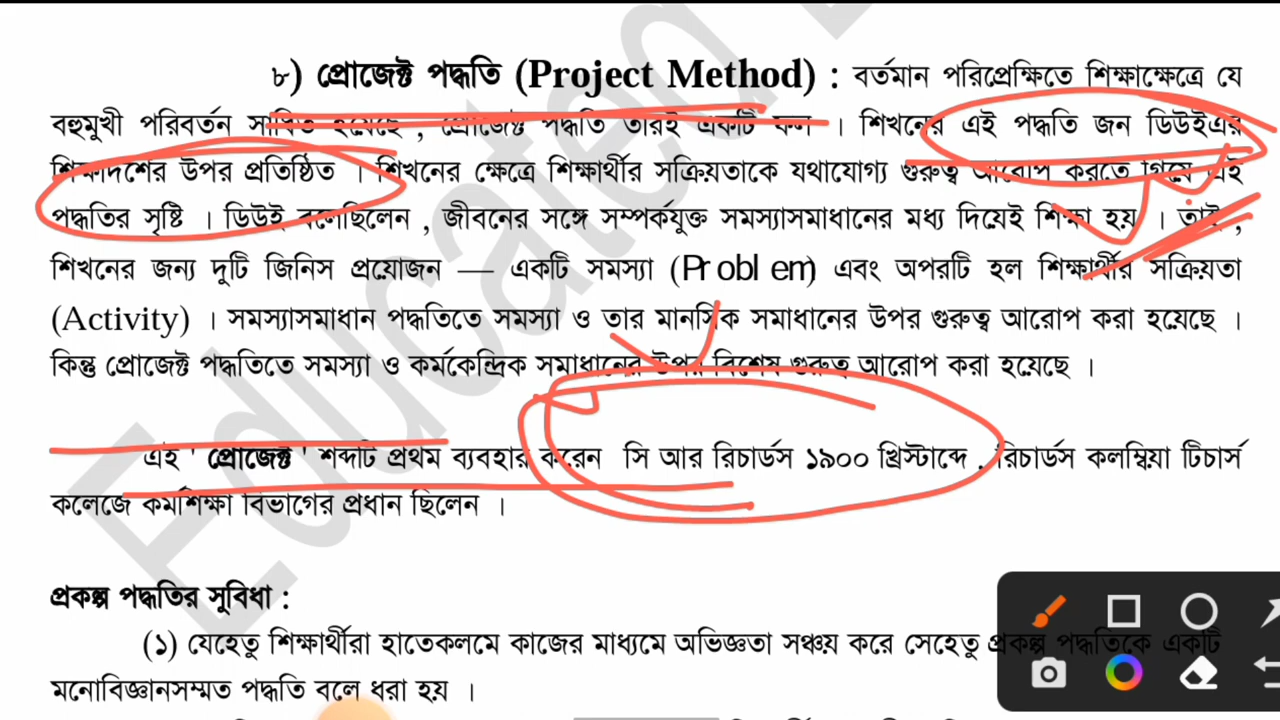 ৮) প্রোজেক্ট পদ্ধতি (Project Method) : বর্তমান পরিপ্রেক্ষিতে শিক্ষাক্ষেত্রে যে
বহুমুখী পরিবর্তন সাধিত হয়েছে , প্রোজেক্ট পদ্ধতি তারই একটি ফল । শিখনের এই পদ্ধতি জন ডিউইএর
শিক্ষাদর্শের উপর প্রতিষ্ঠিত । শিখনের ক্ষেত্রে শিক্ষার্থীর সক্রিয়তাকে যথাযোগ্য গুরুত্ব আরোপ করতে গিয়ে এই
পদ্ধতির সৃষ্টি । ডিউই বলেছিলেন , জীবনের সঙ্গে সম্পর্কযুক্ত সমস্যাসমাধানের মধ্য দিয়েই শিক্ষা হয় । তাই ,
শিখনের জন্য দুটি জিনিস প্রয়োজন — একটি সমস্যা (Problem) এবং অপরটি হল শিক্ষার্থীর সক্রিয়তা
(Activity) । সমস্যাসমাধান পদ্ধতিতে সমস্যা ও তার মানসিক সমাধানের উপর গুরুত্ব আরোপ করা হয়েছে ।
কিন্তু প্রোজেক্ট পদ্ধতিতে সমস্যা ও কর্মকেন্দ্রিক সমাধানের উপর বিশেষ গুরুত্ব আরোপ করা হয়েছে ।
এই ' প্রোজেক্ট ' শব্দটি প্রথম ব্যবহার করেন সি আর রিচার্ডস ১৯০০ খ্রিস্টাব্দে . রিচার্ডস কলম্বিয়া টিচার্স
কলেজে কর্মশিক্ষা বিভাগের প্রধান ছিলেন ।
প্রকল্প পদ্ধতির সুবিধা :
(১) যেহেতু শিক্ষার্থীরা হাতেকলমে কাজের মাধ্যমে অভিজ্ঞতা সঞ্চয় করে সেহেতু প্রকল্প পদ্ধতিকে একটি
মনোবিজ্ঞানসম্মত পদ্ধতি বলে ধরা হয় ।
Educated